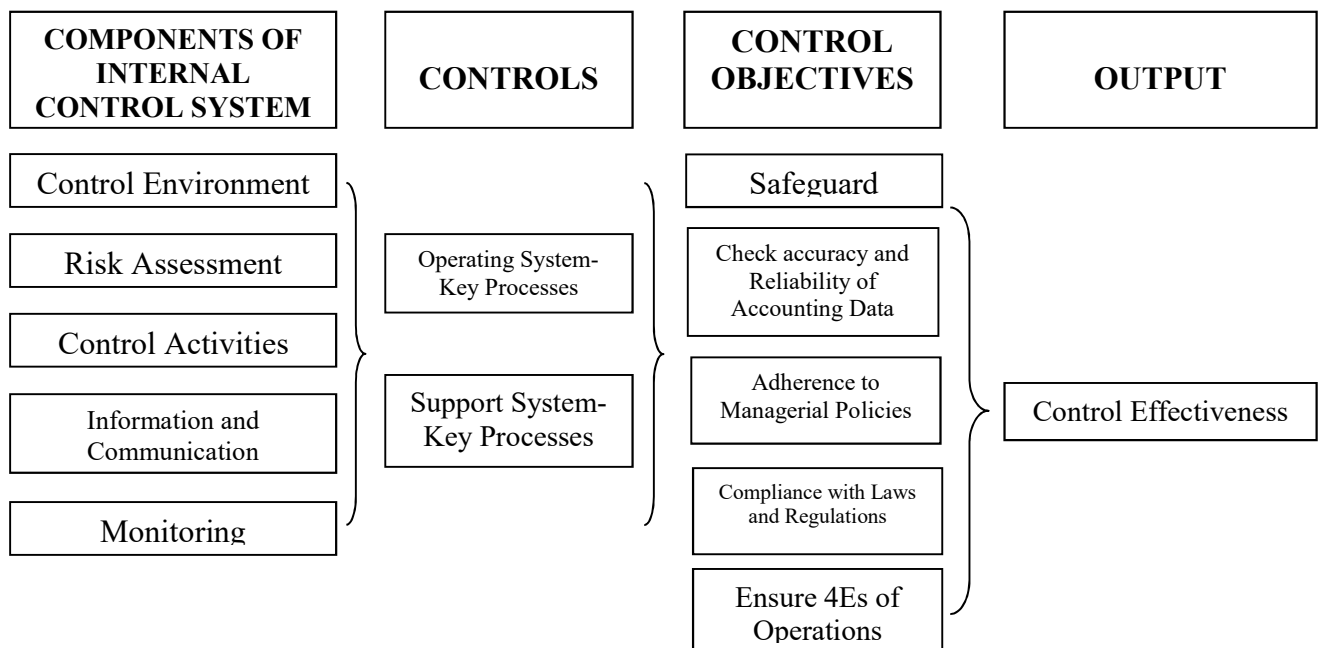 COMPONENTS OF
INTERNAL
CONTROL SYSTEM
CONTROLS
CONTROL
OBJECTIVES
OUTPUT
Control Environment
Risk Assessment
Control Activities
Information and
Communication
Monitoring
Operating System-
Key Processes
Support System-
Key Processes
Safeguard
Check accuracy and
Reliability of
Accounting Data
Adherence to
Managerial Policies
Compliance with Laws
and Regulations
Ensure 4Es of
Operations
Control Effectiveness